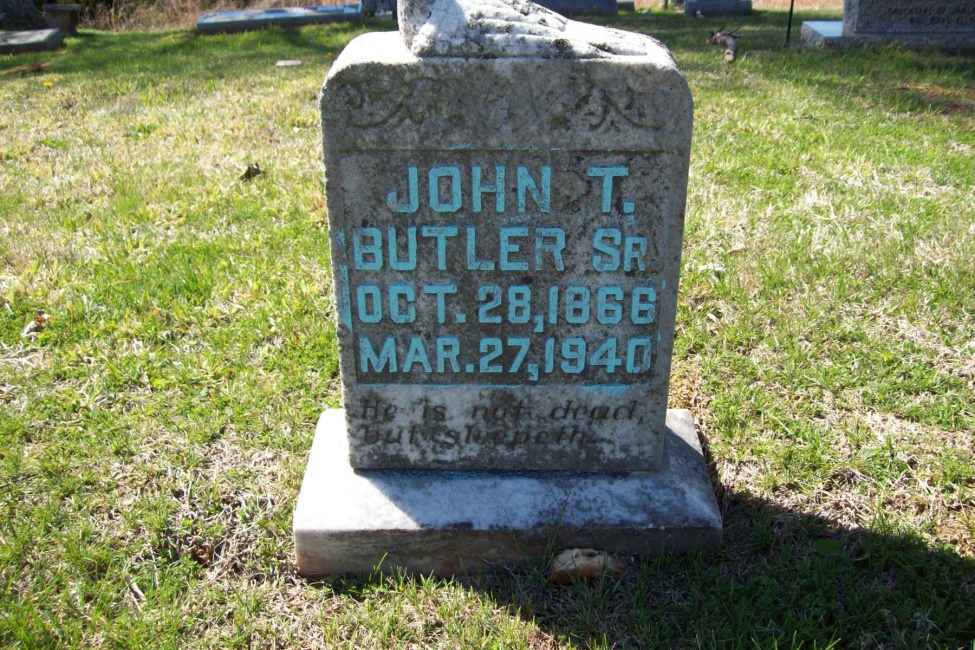 JOHN T.
BUTLER SR
OCT. 28, 1866
MAR. 27, 1940
He is not dead,
but sleepeth.